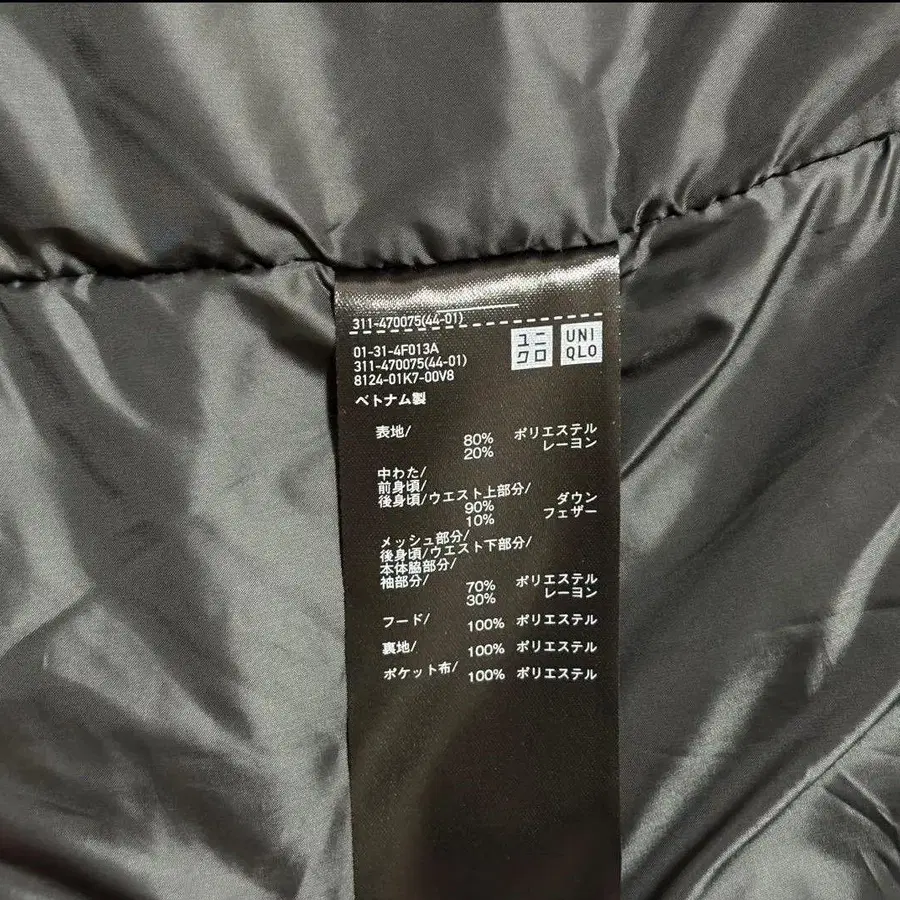 311-470075(44-01)
ユニ
クロ
UNI
QLO
01-31-4F013A
311-470075(44-01)
8124-01K7-00V8
ベトナム製
表地/
80% ポリエステル
20% レーヨン
中わた/
前身頃/
後身頃/ウエスト上部分/
90% ダウン
10% フェザー
メッシュ部分/
後身頃/ウエスト下部分/
本体脇部分/
袖部分/
70% ポリエステル
30% レーヨン
フード/ 100% ポリエステル
裏地/ 100% ポリエステル
ポケット布/ 100% ポリエステル